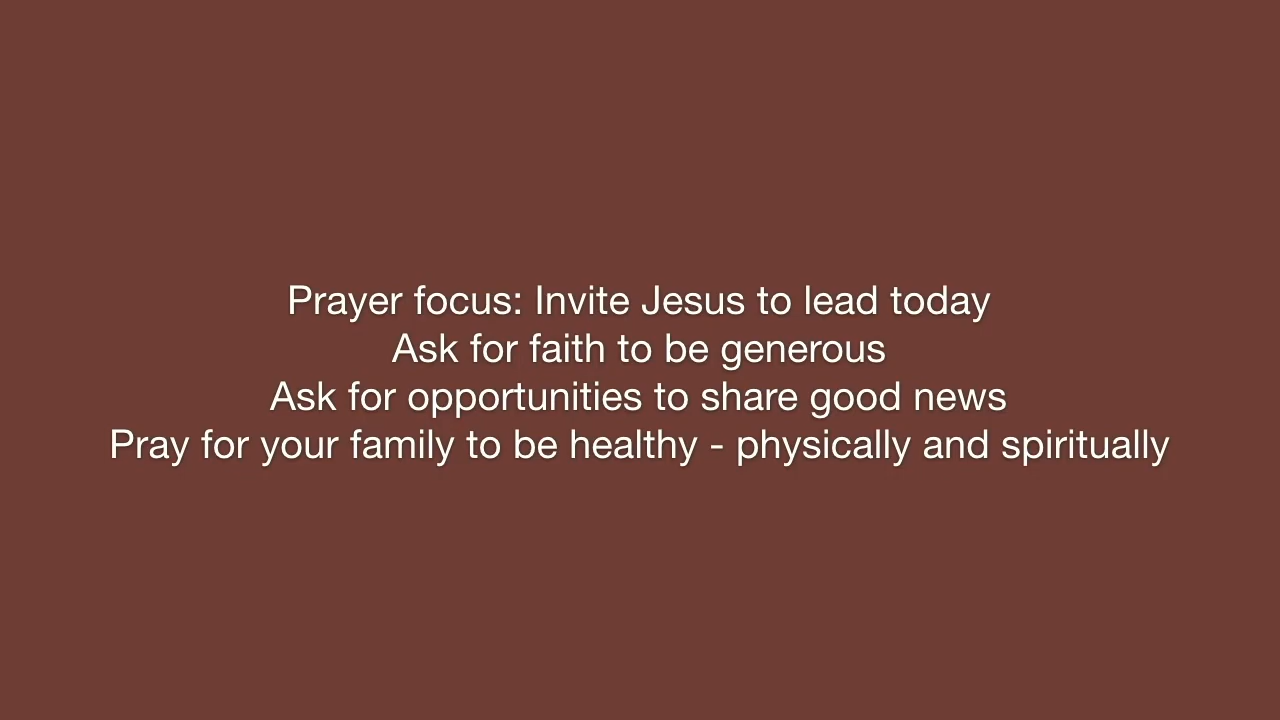 Prayer focus: Invite Jesus to lead today
Ask for faith to be generous
Ask for opportunities to share good news
Pray for your family to be healthy - physically and spiritually